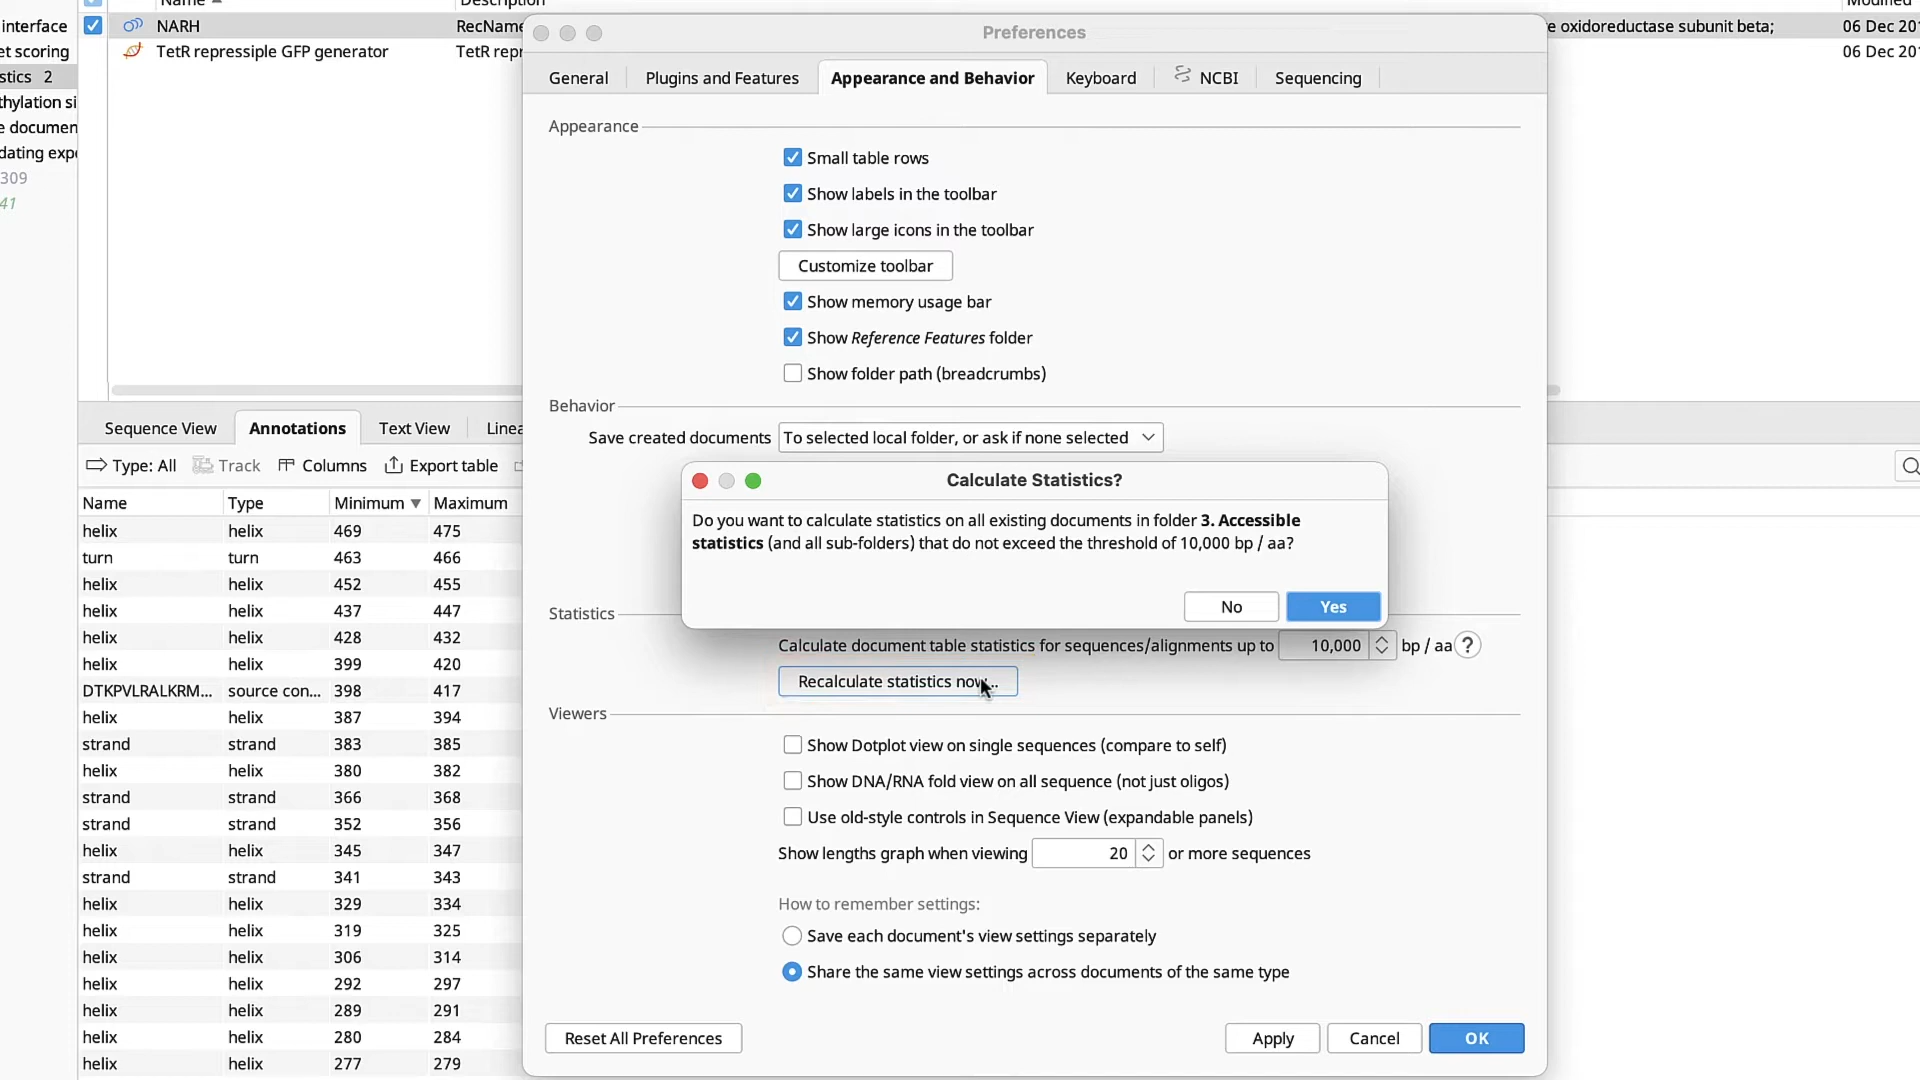 Name
Description
Modified
interface
NARH
RecName
e oxidoreductase subunit beta;
06 Dec 20
et scoring
TetR repressiple GFP generator
TetR repr
06 Dec 201
stics 2
thylation si
e documen
dating expe
309
41
Preferences
General
Plugins and Features
Appearance and Behavior
Keyboard
NCBI
Sequencing
Appearance
Small table rows
Show labels in the toolbar
Show large icons in the toolbar
Customize toolbar
Show memory usage bar
Show Reference Features folder
Show folder path (breadcrumbs)
Behavior
Save created documents
To selected local folder, or ask if none selected
Calculate Statistics?
Do you want to calculate statistics on all existing documents in folder 3. Accessible
statistics (and all sub-folders) that do not exceed the threshold of 10,000 bp / aa?
No
Yes
Statistics
Calculate document table statistics for sequences/alignments up to 10,000 bp / aa ?
Recalculate statistics now...
Viewers
Show Dotplot view on single sequences (compare to self)
Show DNA/RNA fold view on all sequence (not just oligos)
Use old-style controls in Sequence View (expandable panels)
Show lengths graph when viewing 20 or more sequences
How to remember settings:
Save each document's view settings separately
Share the same view settings across documents of the same type
Reset All Preferences
Apply
Cancel
OK
Sequence View
Annotations
Text View
Linea
Type: All
Track
Columns
Export table
Name Type Minimum Maximum
helix helix 469 475
turn turn 463 466
helix helix 452 455
helix helix 437 447
helix helix 428 432
helix helix 399 420
DTKPVLRALKRM... source con... 398 417
helix helix 387 394
strand strand 383 385
helix helix 380 382
strand strand 366 368
strand strand 352 356
helix helix 345 347
strand strand 341 343
helix helix 329 334
helix helix 319 325
helix helix 306 314
helix helix 292 297
helix helix 289 291
helix helix 280 284
helix helix 277 279